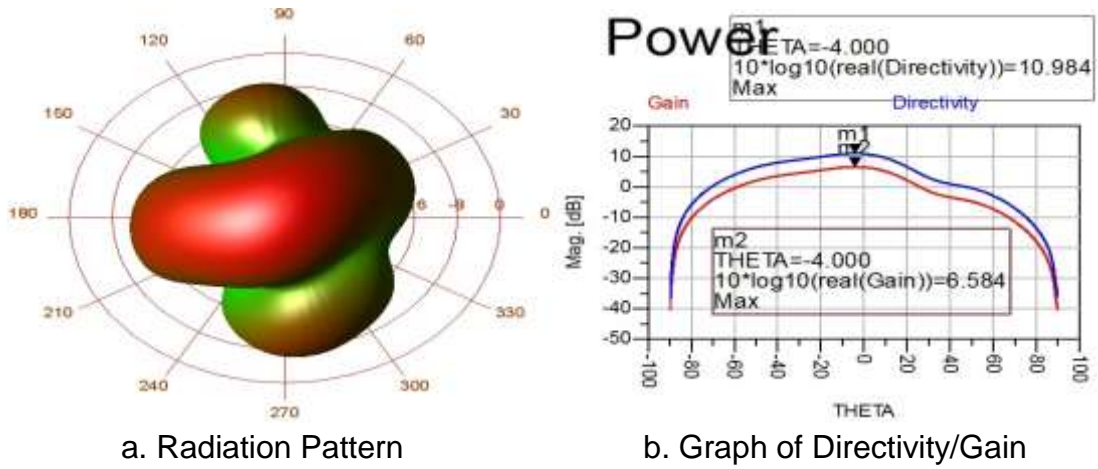 90
120
60
150
30
180
6
-3
0
0
210
330
240
300
270
a. Radiation Pattern
Power
m1
THETA=-4.000
10*log10(real(Directivity))=10.984
Max
Gain
Directivity
m1
m2
20
10
0
-10
-20
-30
-40
-50
Mag. [dB]
m2
THETA=-4.000
10*log10(real(Gain))=6.584
Max
-100
-80
-60
-40
-20
0
20
40
60
80
100
THETA
b. Graph of Directivity/Gain